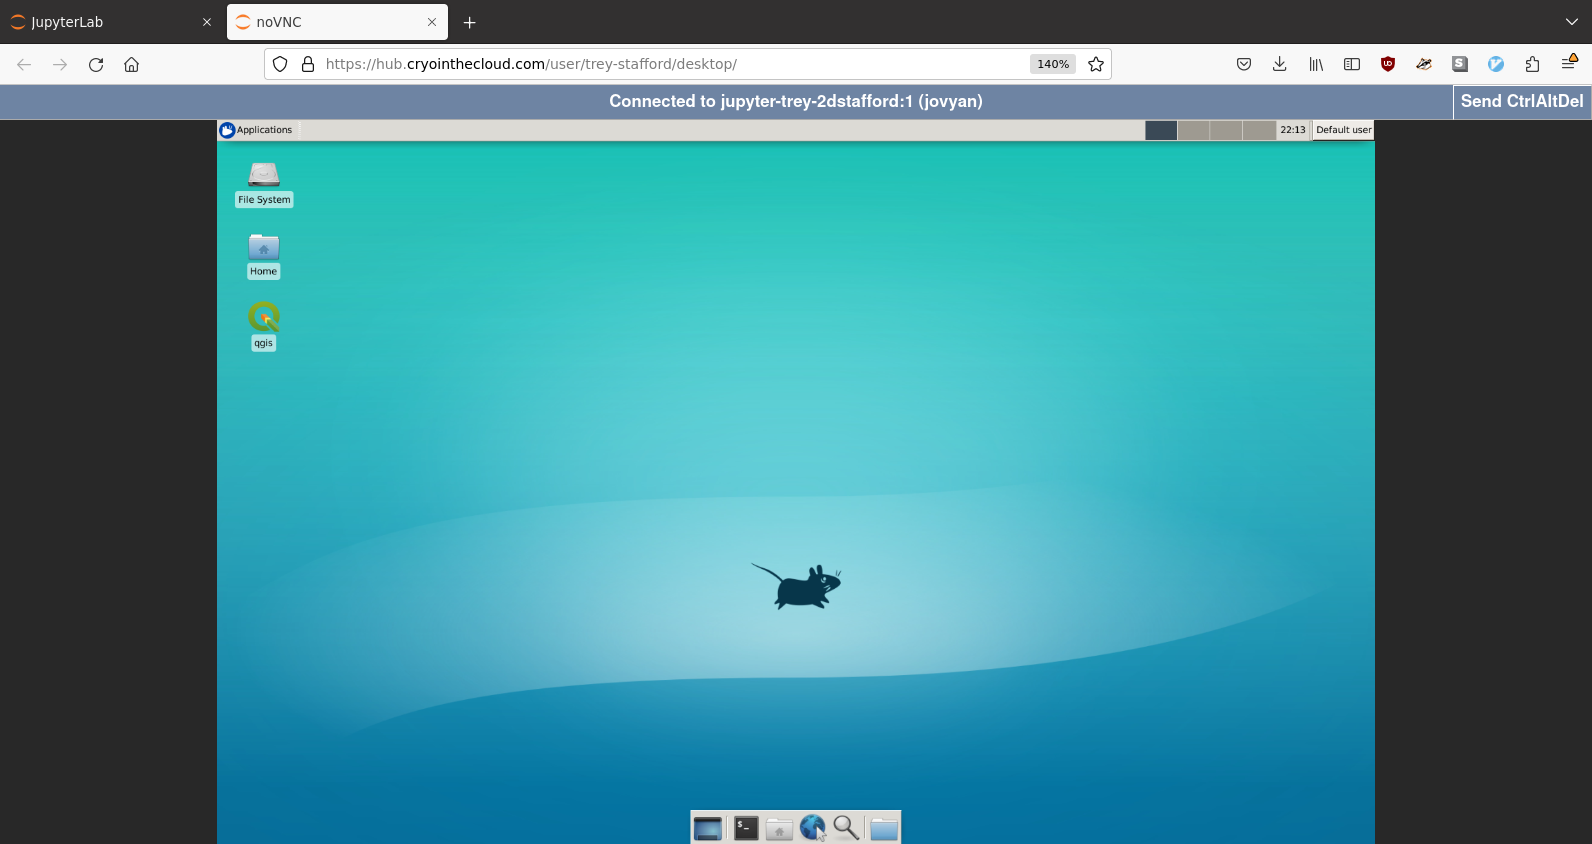 JupyterLab
noVNC
https://hub.cryointhecloud.com/user/trey-stafford/desktop/
140%
Connected to jupyter-trey-2dstafford:1 (jovyan)
Send CtrlAltDel
Applications
22:13
Default user
File System
Home
qgis